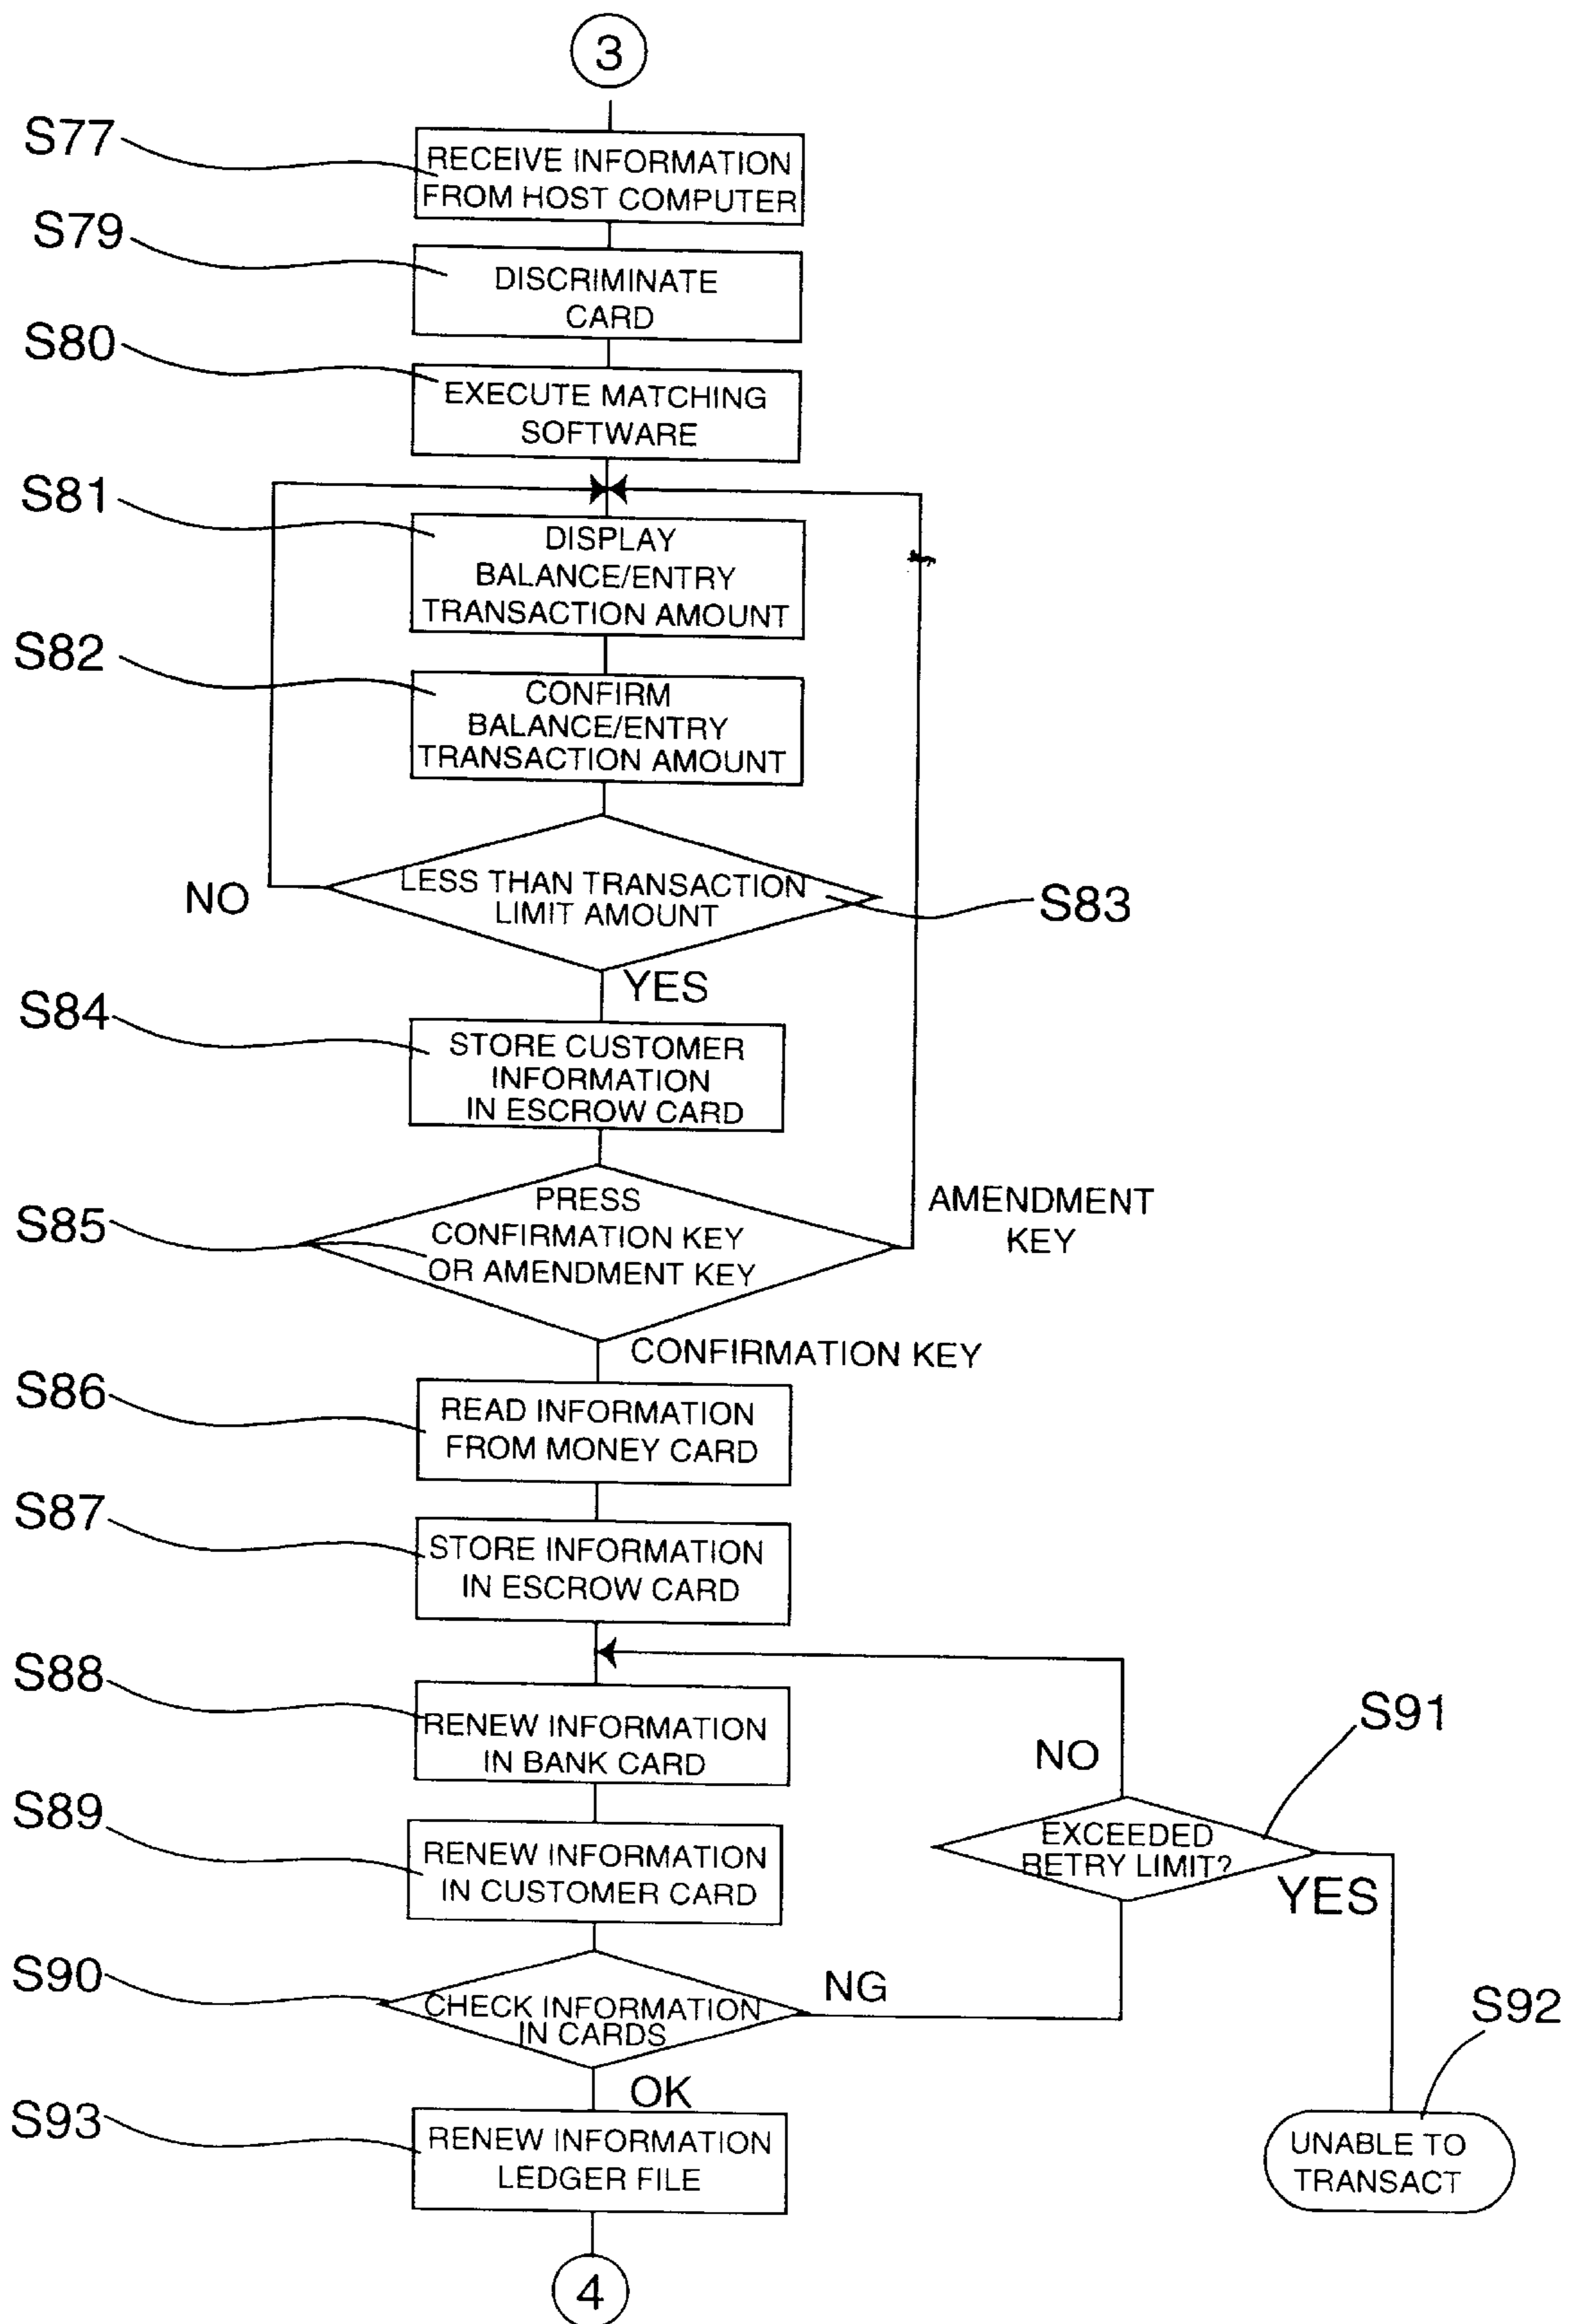 3
S77
RECEIVE INFORMATION
FROM HOST COMPUTER
S79
DISCRIMINATE
CARD
S80
EXECUTE MATCHING
SOFTWARE
S81
DISPLAY
BALANCE/ENTRY
TRANSACTION AMOUNT
S82
CONFIRM
BALANCE/ENTRY
TRANSACTION AMOUNT
NO
LESS THAN TRANSACTION
LIMIT AMOUNT
S83
YES
S84
STORE CUSTOMER
INFORMATION
IN ESCROW CARD
S85
PRESS
CONFIRMATION KEY
OR AMENDMENT KEY
AMENDMENT
KEY
CONFIRMATION KEY
S86
READ INFORMATION
FROM MONEY CARD
S87
STORE INFORMATION
IN ESCROW CARD
S88
RENEW INFORMATION
IN BANK CARD
S91
NO
EXCEEDED
RETRY LIMIT?
YES
S89
RENEW INFORMATION
IN CUSTOMER CARD
S90
CHECK INFORMATION
IN CARDS
NG
S92
UNABLE TO
TRANSACT
OK
S93
RENEW INFORMATION
LEDGER FILE
4